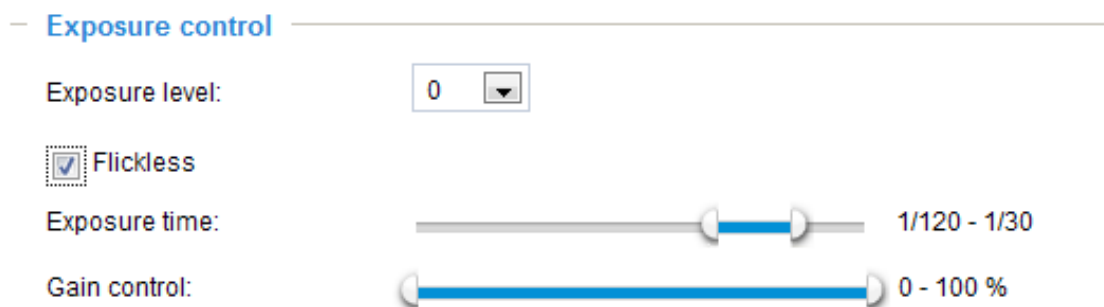 Exposure control
Exposure level: 0
Flickless
Exposure time: 1/120 - 1/30
Gain control: 0 - 100 %